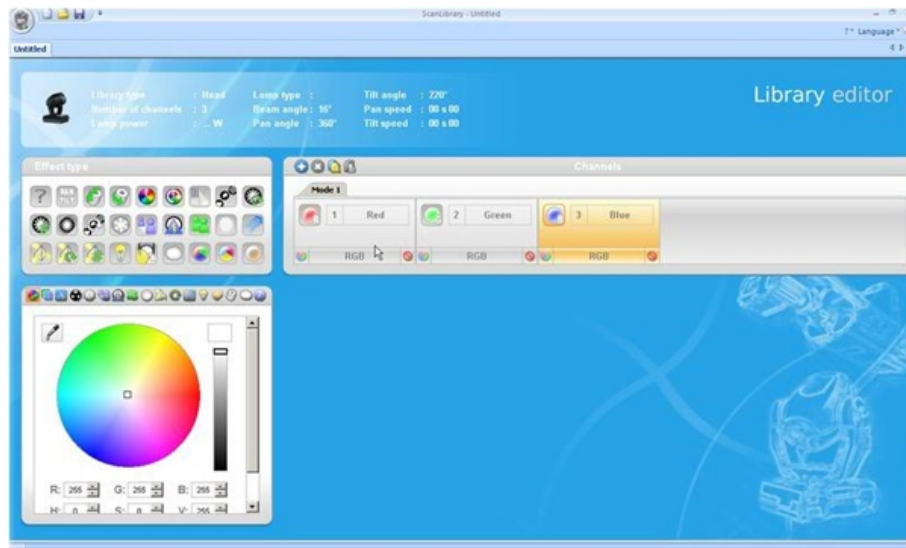 ScanLibrary - Untitled
?
Language
Untitled
Library type : Head
Number of channels : 3
Lamp power : ... W
Lamp type :
Beam angle : 16°
Pan angle : 360°
Tilt angle : 220°
Pan speed : 00 s 00
Tilt speed : 00 s 00
Library editor
Effect type
PAN TILT
Channels
Mode 1
1 Red
2 Green
3 Blue
RGB
RGB
RGB
R: 255 G: 255 B: 255
H: 0 S: 0 V: 255